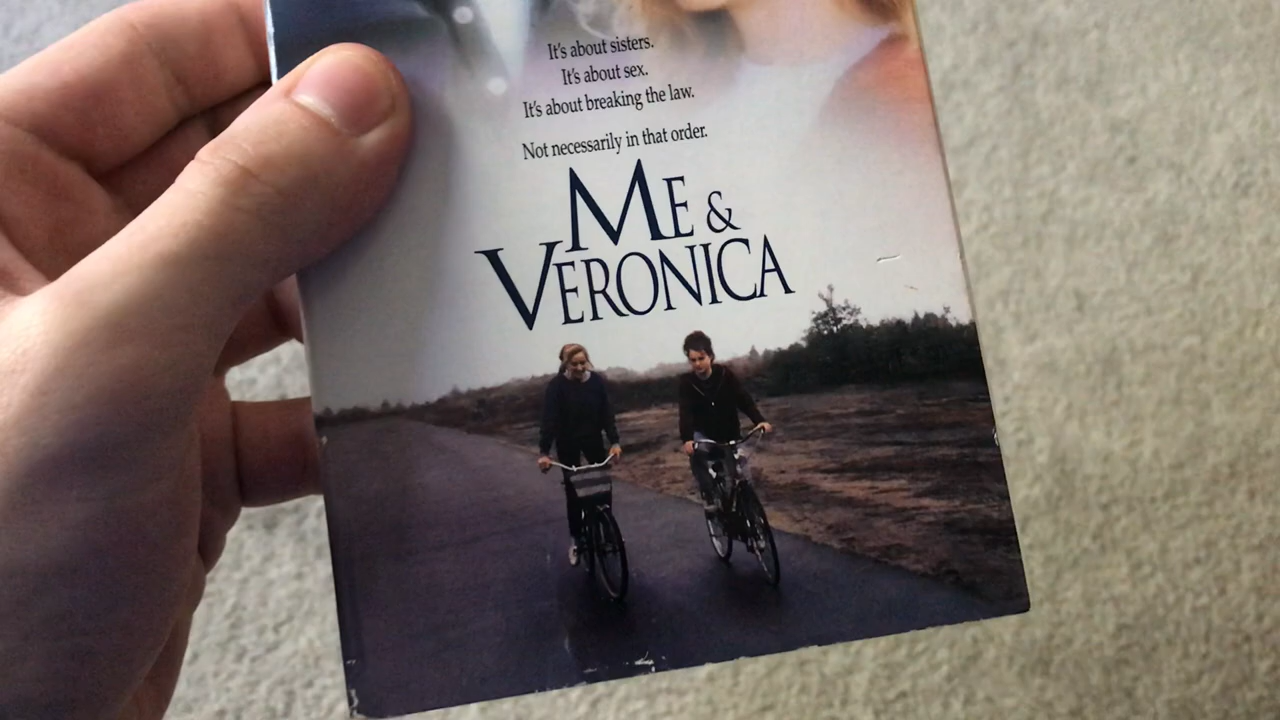 It's about sisters.
It's about sex.
It's about breaking the law.
Not necessarily in that order.
ME &
VERONICA